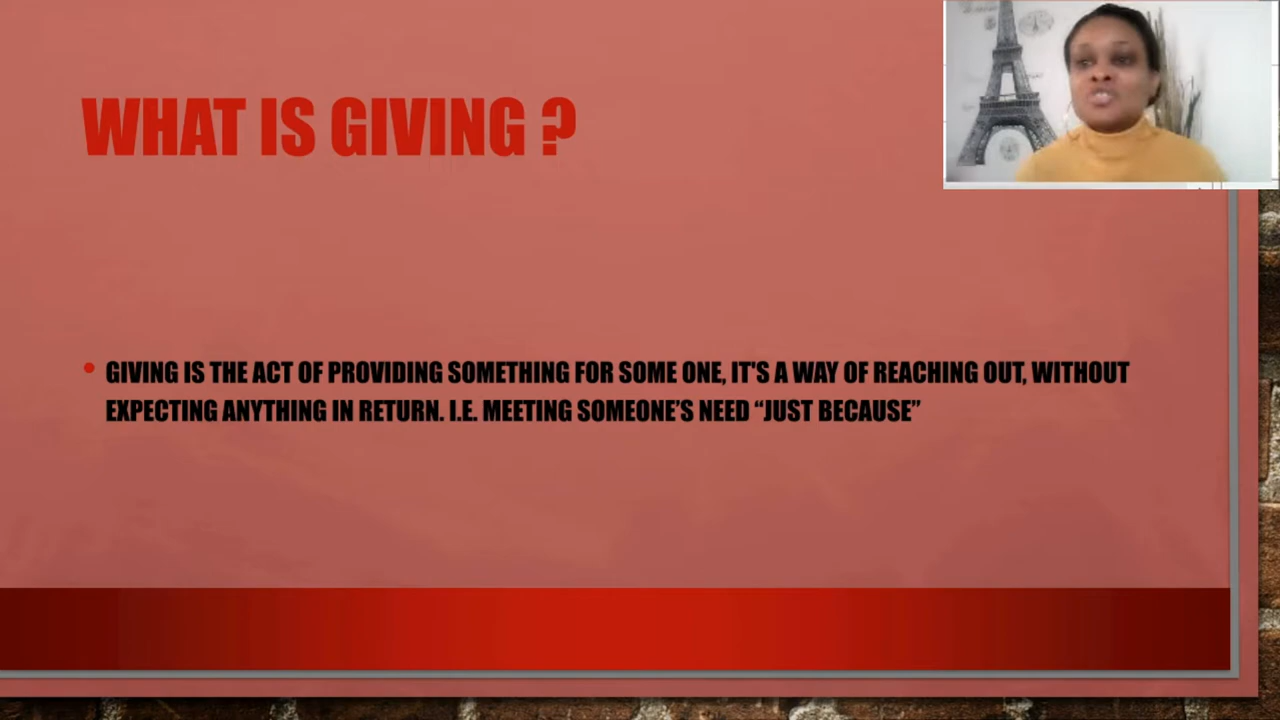 WHAT IS GIVING ?
GIVING IS THE ACT OF PROVIDING SOMETHING FOR SOME ONE, IT'S A WAY OF REACHING OUT, WITHOUT
EXPECTING ANYTHING IN RETURN. I.E. MEETING SOMEONE’S NEED “JUST BECAUSE”